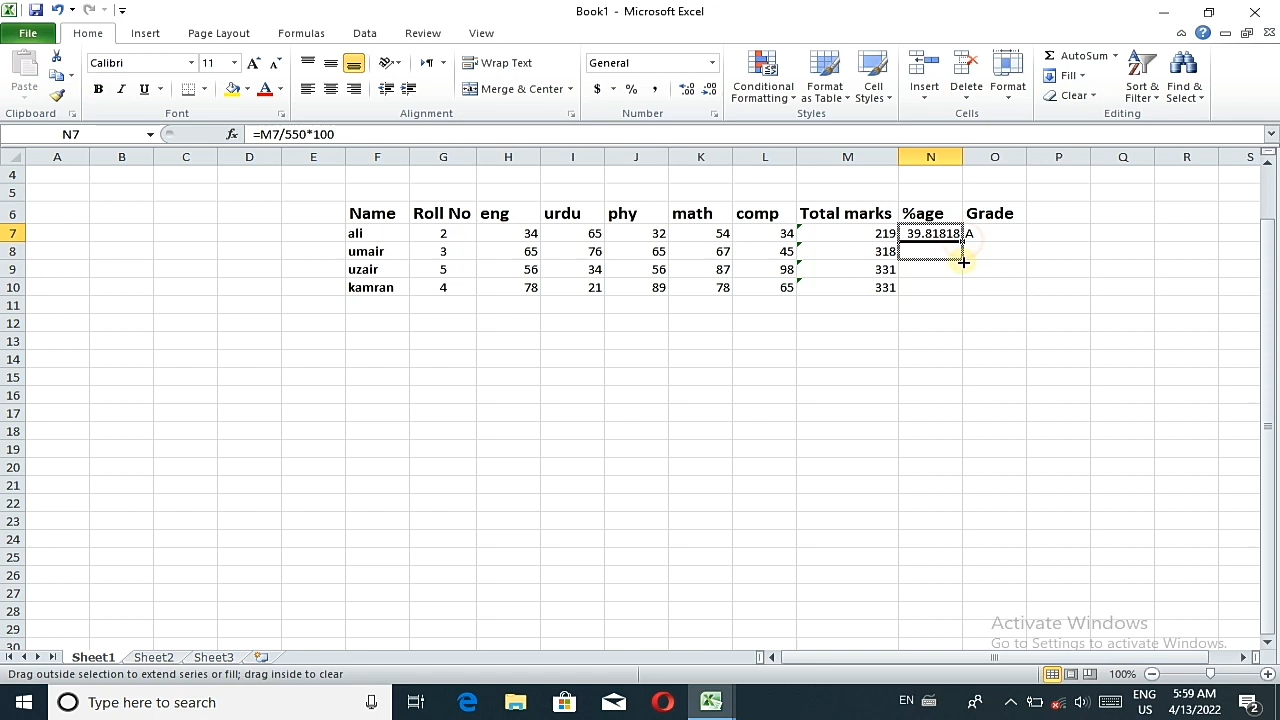 Book1 - Microsoft Excel
File Home Insert Page Layout Formulas Data Review View
Paste
Calibri 11
B I U
Wrap Text
Merge & Center
General
$ % ,
Conditional Formatting
Format as Table
Cell Styles
Insert Delete Format
Σ AutoSum
Fill
Clear
Sort & Filter
Find & Select
Clipboard Font Alignment Number Styles Cells Editing
N7 fx =M7/550*100
A B C D E F G H I J K L M N O P Q R S
4
5
6 Name Roll No eng urdu phy math comp Total marks %age Grade
7 ali 2 34 65 32 54 34 219 39.81818 A
8 umair 3 65 76 65 67 45 318
9 uzair 5 56 34 56 87 98 331
10 kamran 4 78 21 89 78 65 331
11
12
13
14
15
16
17
18
19
20
21
22
23
24
25
26
27
28
29
30
Activate Windows
Go to Settings to activate Windows.
Sheet1 Sheet2 Sheet3
Drag outside selection to extend series or fill; drag inside to clear 100%
Type here to search
EN
ENG
US
5:59 AM
4/13/2022
2